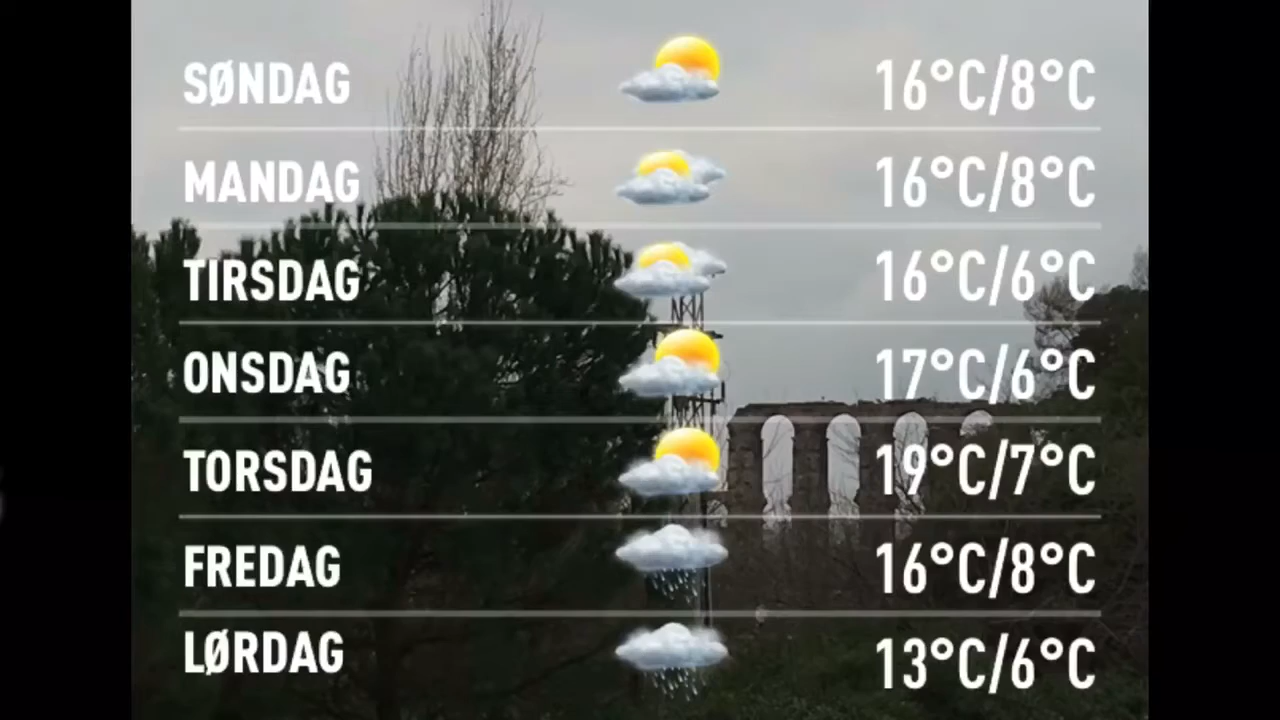 SØNDAG 16°C/8°C
MANDAG 16°C/8°C
TIRSDAG 16°C/6°C
ONSDAG 17°C/6°C
TORSDAG 19°C/7°C
FREDAG 16°C/8°C
LØRDAG 13°C/6°C